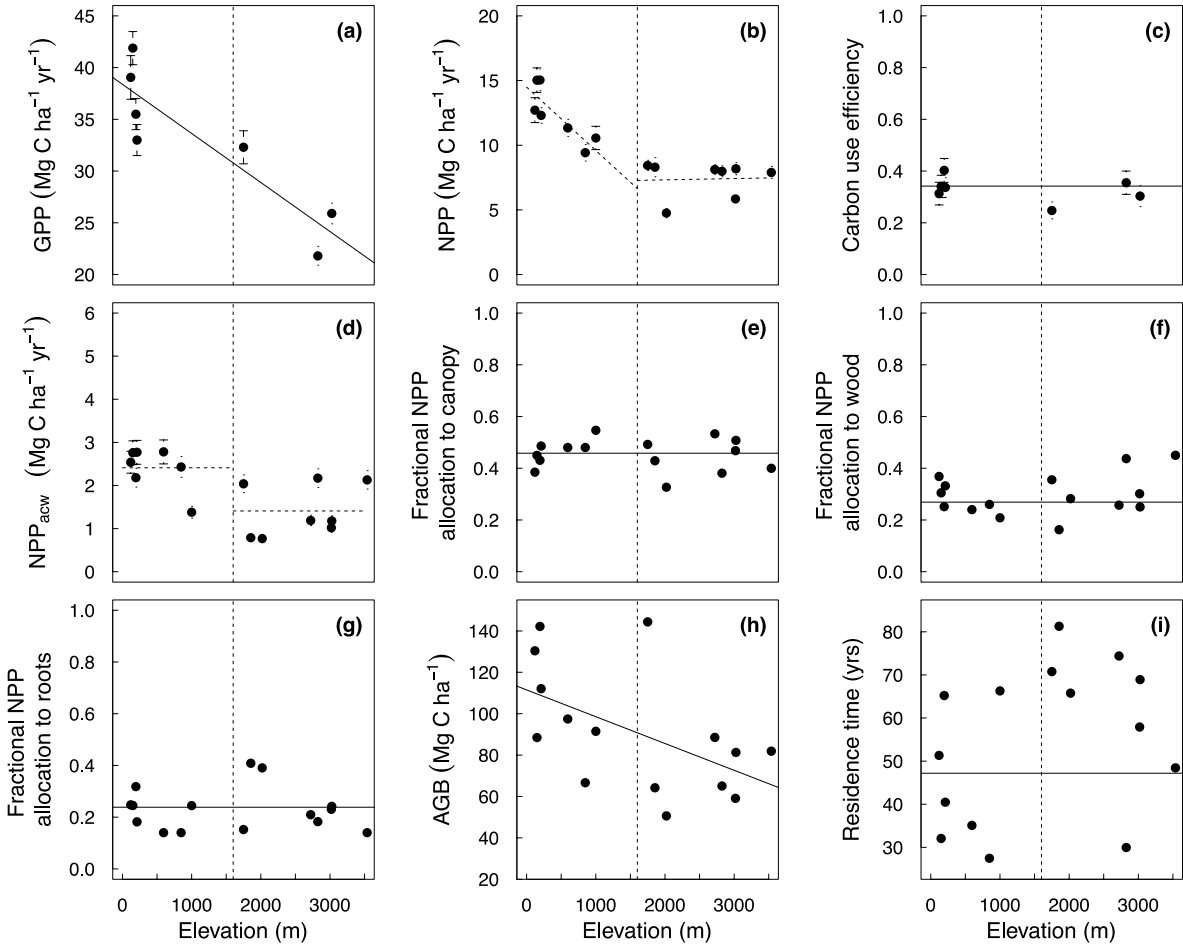 (a)
GPP (Mg C ha⁻¹ yr⁻¹)
45
40
35
30
25
20
(b)
NPP (Mg C ha⁻¹ yr⁻¹)
20
15
10
5
0
(c)
Carbon use efficiency
1.0
0.8
0.6
0.4
0.2
0.0
(d)
NPPacw (Mg C ha⁻¹ yr⁻¹)
6
5
4
3
2
1
0
(e)
Fractional NPP
allocation to canopy
1.0
0.8
0.6
0.4
0.2
0.0
(f)
Fractional NPP
allocation to wood
1.0
0.8
0.6
0.4
0.2
0.0
(g)
Fractional NPP
allocation to roots
1.0
0.8
0.6
0.4
0.2
0.0
0 1000 2000 3000
Elevation (m)
(h)
AGB (Mg C ha⁻¹)
140
120
100
80
60
40
20
0 1000 2000 3000
Elevation (m)
(i)
Residence time (yrs)
80
70
60
50
40
30
0 1000 2000 3000
Elevation (m)